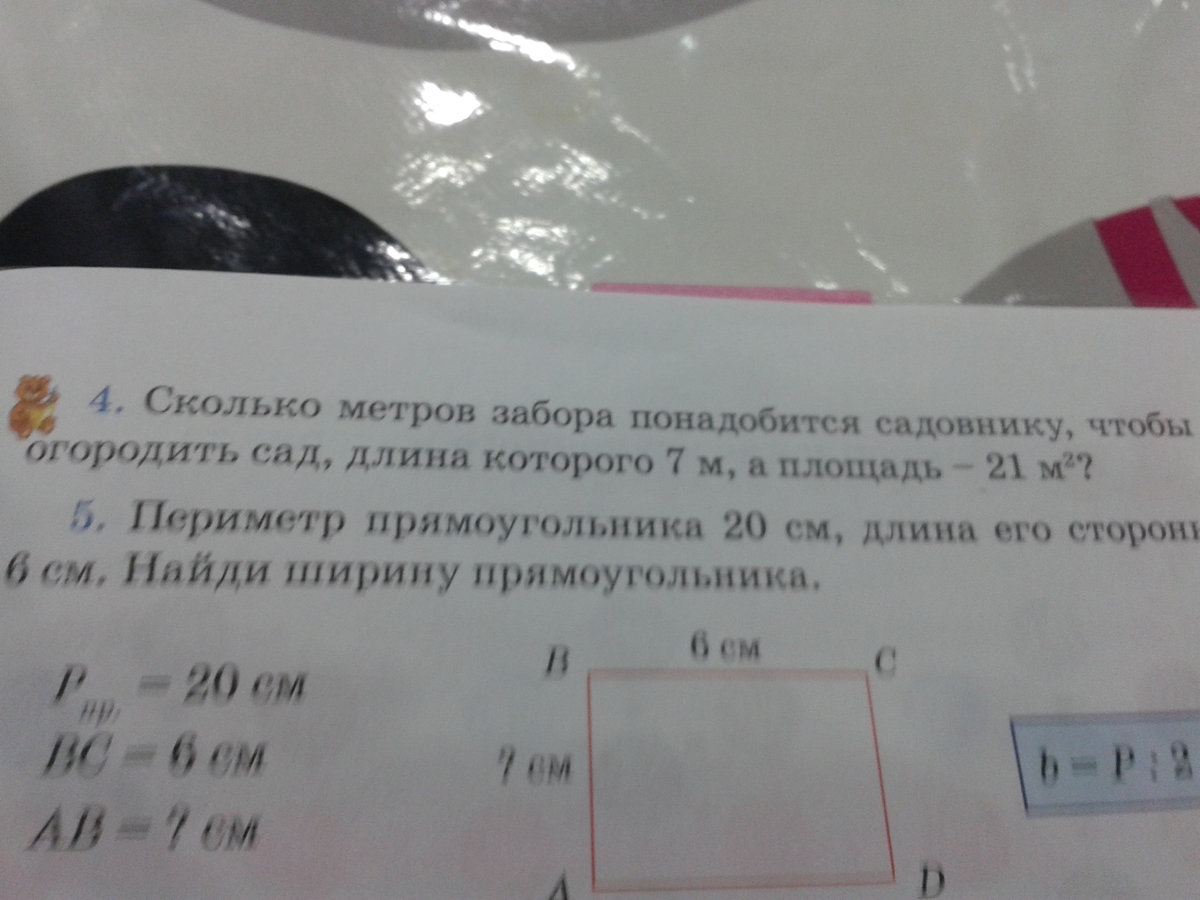 4. Сколько метров забора понадобится садовнику, чтобы
огородить сад, длина которого 7 м, а площадь – 21 м²?
5. Периметр прямоугольника 20 см, длина его сторон
6 см. Найди ширину прямоугольника.
Pпр. = 20 см
BC = 6 см
AB = ? см
B 6 см C
? см
A D
b = P : 2